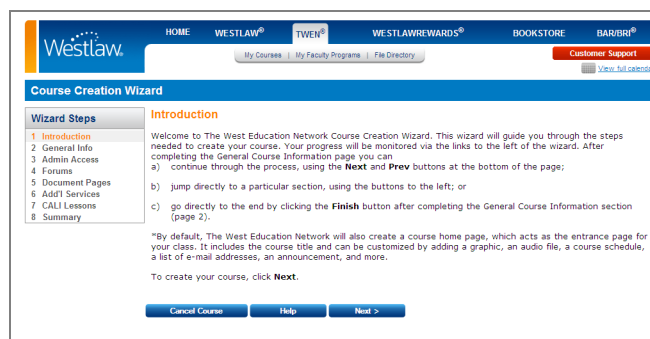 HOME WESTLAW® TWEN® WESTLAWREWARDS® BOOKSTORE BAR/BRI®
Westlaw.
My Courses | My Faculty Programs | File Directory
Customer Support
View full calenda
Course Creation Wizard
Wizard Steps
1 Introduction
2 General Info
3 Admin Access
4 Forums
5 Document Pages
6 Add'l Services
7 CALI Lessons
8 Summary
Introduction
Welcome to The West Education Network Course Creation Wizard. This wizard will guide you through the steps
needed to create your course. Your progress will be monitored via the links to the left of the wizard. After
completing the General Course Information page you can
a) continue through the process, using the Next and Prev buttons at the bottom of the page;
b) jump directly to a particular section, using the buttons to the left; or
c) go directly to the end by clicking the Finish button after completing the General Course Information section
(page 2).
*By default, The West Education Network will also create a course home page, which acts as the entrance page for
your class. It includes the course title and can be customized by adding a graphic, an audio file, a course schedule,
a list of e-mail addresses, an announcement, and more.
To create your course, click Next.
Cancel Course Help Next >